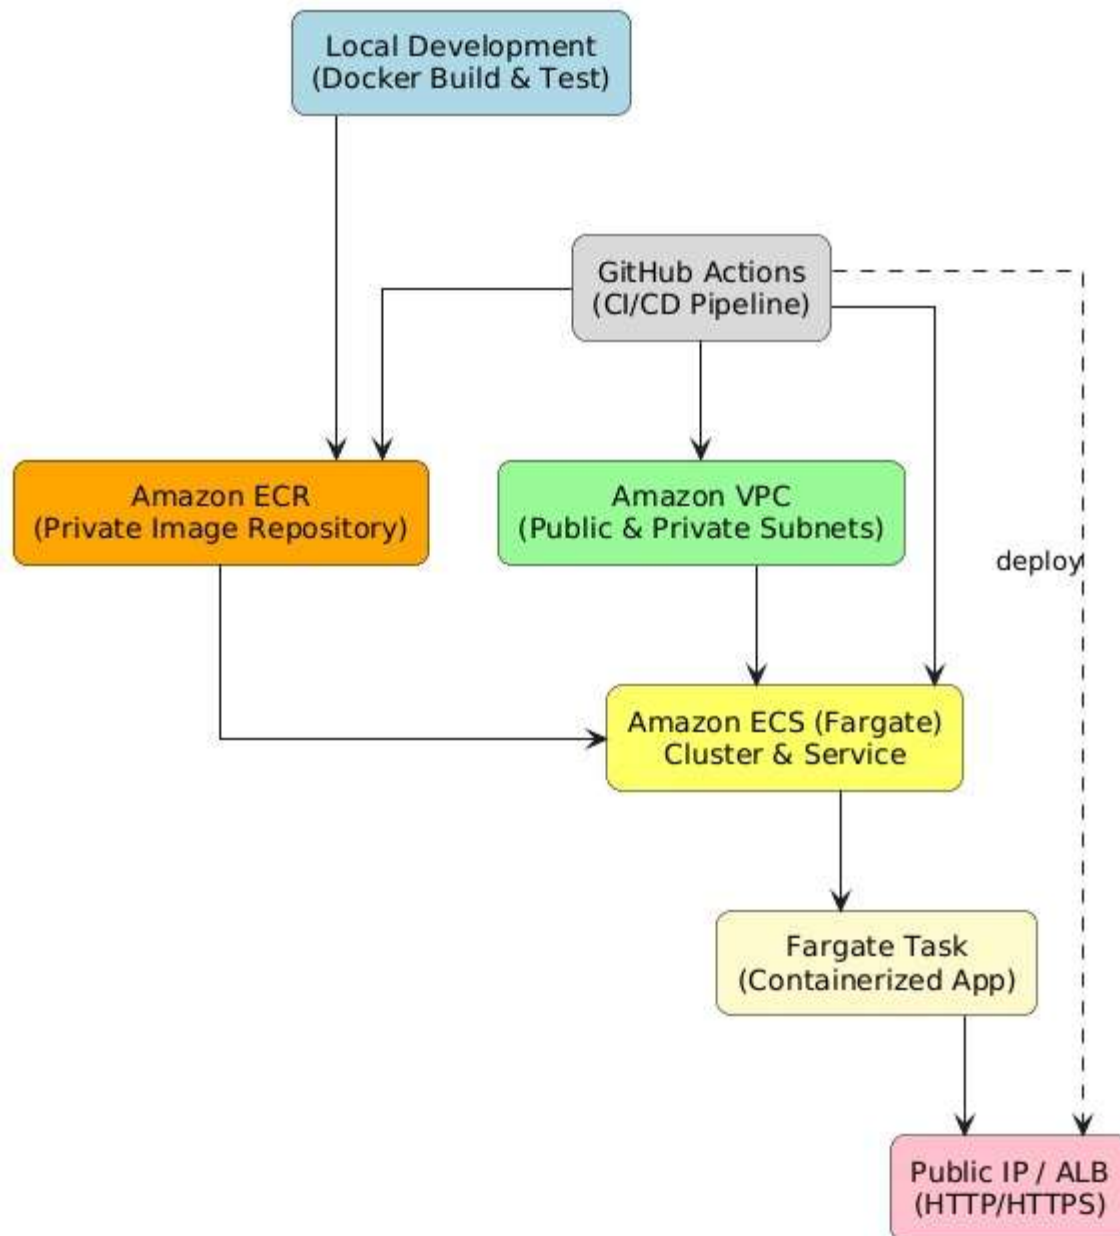 Local Development
(Docker Build & Test)
GitHub Actions
(CI/CD Pipeline)
Amazon ECR
(Private Image Repository)
Amazon VPC
(Public & Private Subnets)
deploy
Amazon ECS (Fargate)
Cluster & Service
Fargate Task
(Containerized App)
Public IP / ALB
(HTTP/HTTPS)